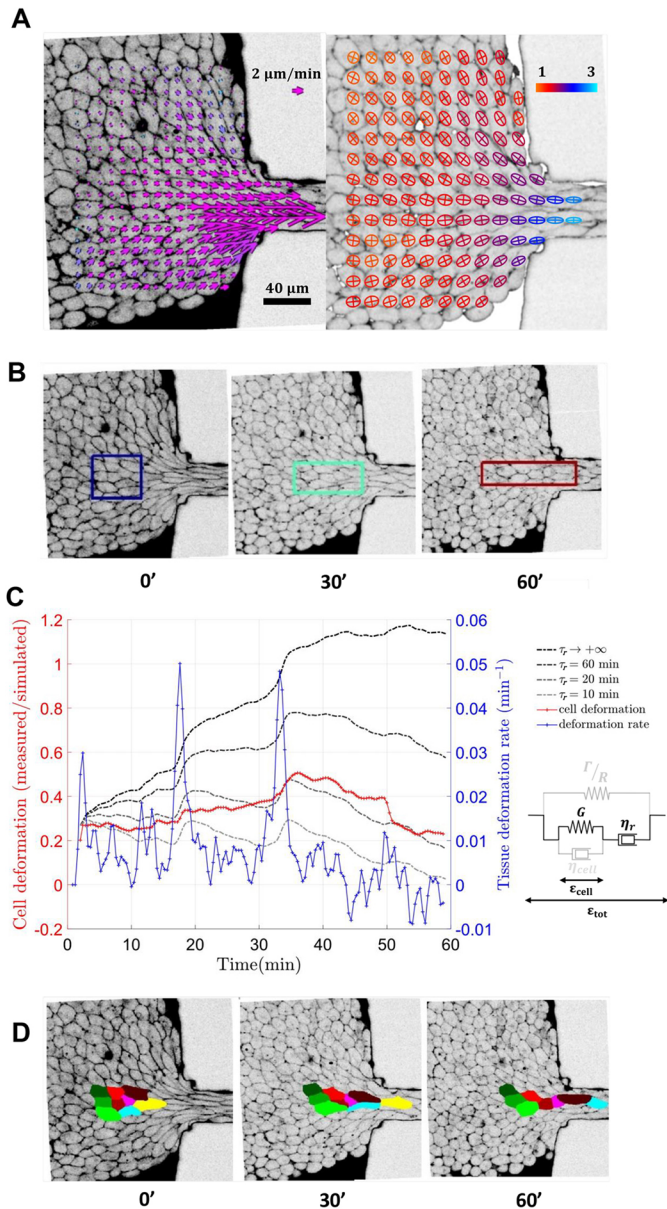 A
2 μm/min
1 3
40 μm
B
0’ 30’ 60’
C
Cell deformation (measured/simulated)
1.2
1
0.8
0.6
0.4
0.2
0
-0.2
0 10 20 30 40 50 60
Time(min)
0.06
0.05
0.04
0.03
0.02
0.01
0
-0.01
Tissue deformation rate (min⁻¹)
τr → +∞
τr = 60 min
τr = 20 min
τr = 10 min
cell deformation
deformation rate
Γ/R
G
ηr
ηcell
εcell
εtot
D
0’ 30’ 60’